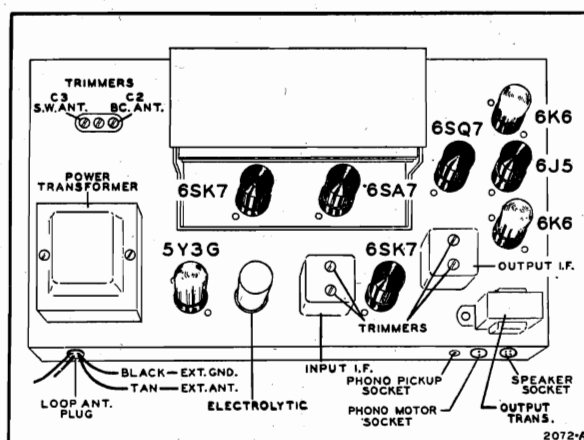 TRIMMERS
C3 C2
S.W.ANT. BC. ANT.
6K6
6SQ7
6J5
6SK7
6SA7
POWER
TRANSFORMER
6K6
5Y3G
6SK7
OUTPUT I.F.
TRIMMERS
BLACK—EXT.GND.
TAN—EXT.ANT.
LOOP ANT.
PLUG
ELECTROLYTIC
INPUT I.F.
PHONO PICKUP
SOCKET
PHONO MOTOR
SOCKET
SPEAKER
SOCKET
OUTPUT
TRANS.
2072-A